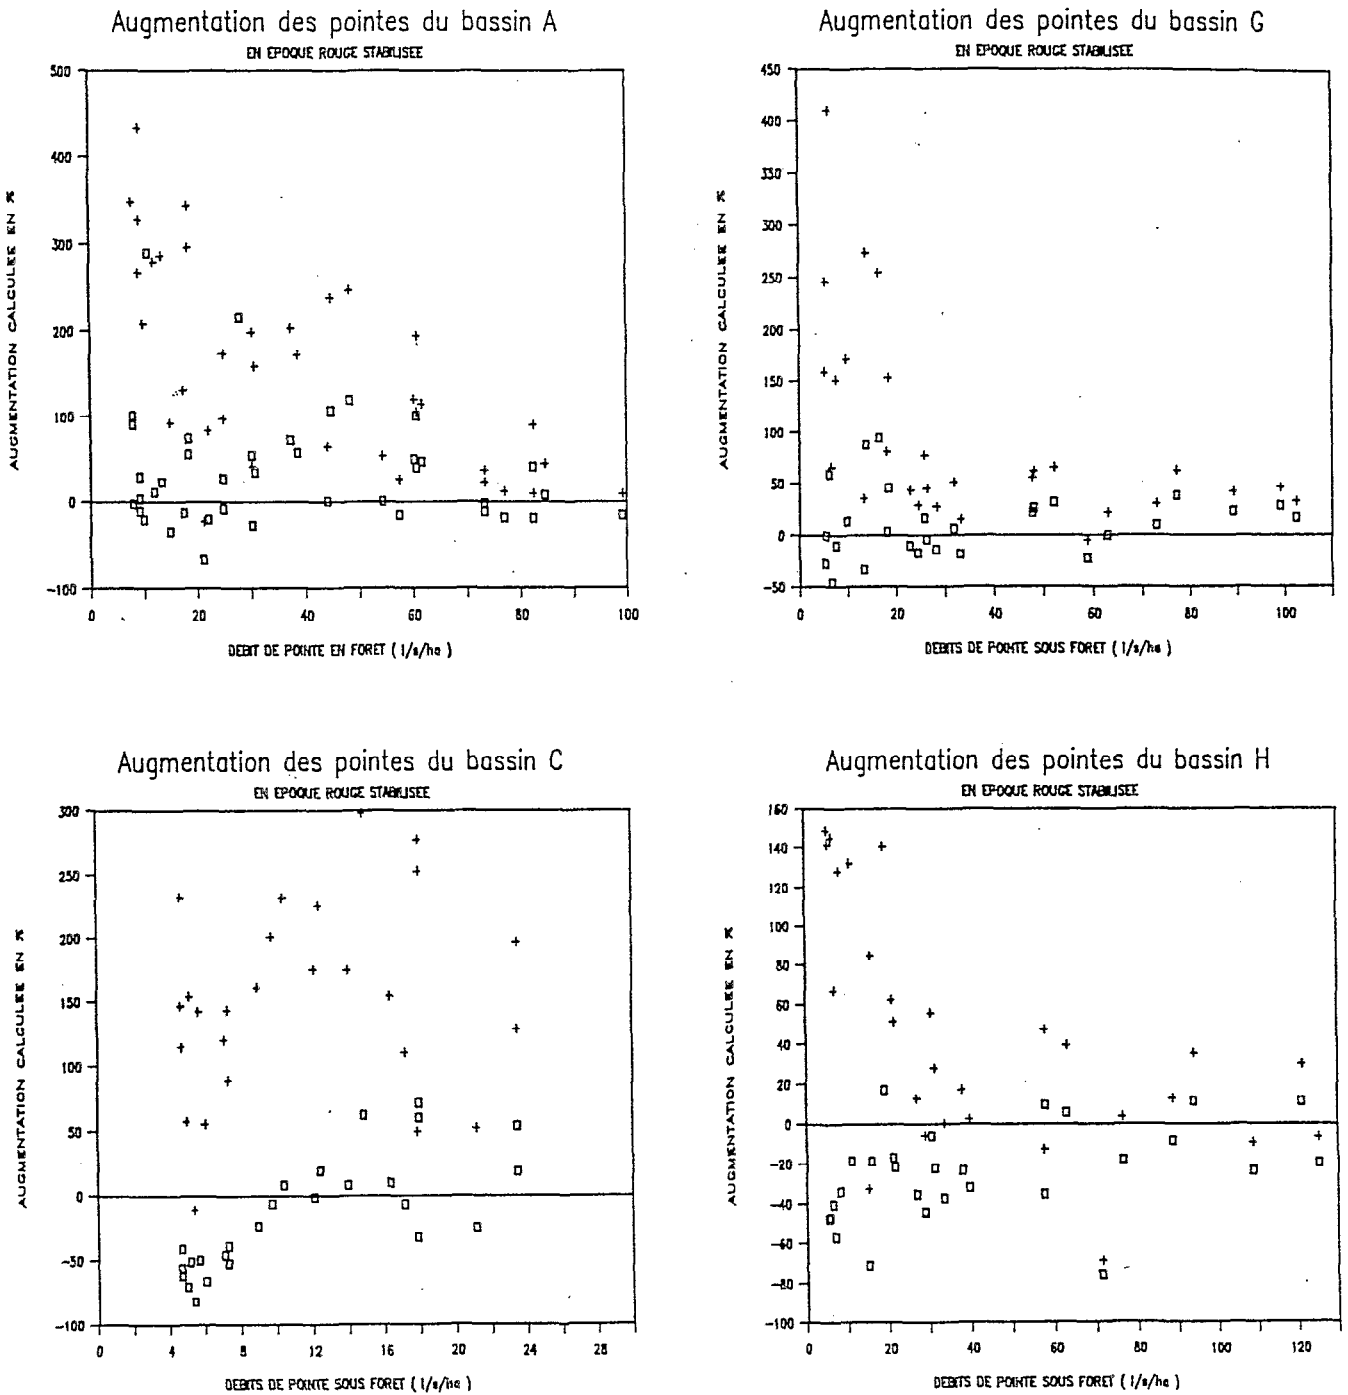 Augmentation des pointes du bassin A
EN EPOQUE ROUGE STABILISEE
500
400
300
200
100
0
-100
AUGMENTATION CALCULEE EN %
0 20 40 60 80 100
DEBIT DE POINTE EN FORET ( l/s/ha )
Augmentation des pointes du bassin G
EN EPOQUE ROUGE STABILISEE
450
400
350
300
250
200
150
100
50
0
-50
AUGMENTATION CALCULEE EN %
0 20 40 60 80 100
DEBITS DE POINTE SOUS FORET ( l/s/ha )
Augmentation des pointes du bassin C
EN EPOQUE ROUGE STABILISEE
300
250
200
150
100
50
0
-50
-100
AUGMENTATION CALCULEE EN %
0 4 8 12 16 20 24 28
DEBITS DE POINTE SOUS FORET ( l/s/ha )
Augmentation des pointes du bassin H
EN EPOQUE ROUGE STABILISEE
160
140
120
100
80
60
40
20
0
-20
-40
-60
-80
-100
AUGMENTATION CALCULEE EN %
0 20 40 60 80 100 120
DEBITS DE POINTE SOUS FORET ( l/s/ha )